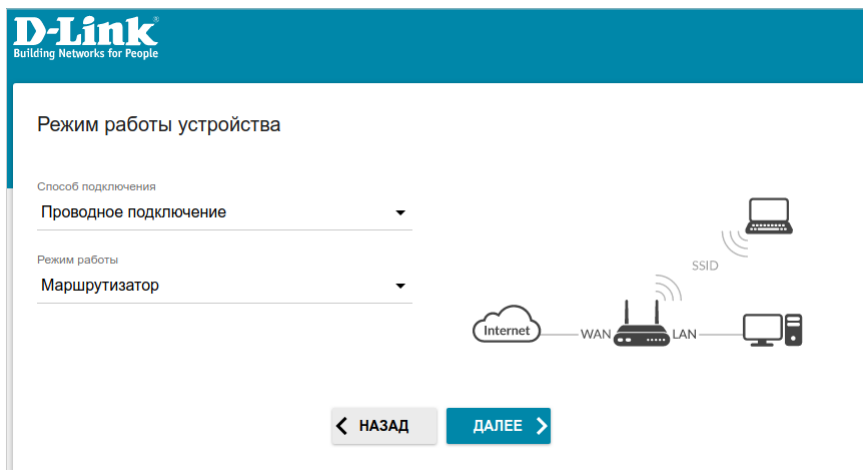 D-Link
Building Networks for People
Режим работы устройства
Способ подключения
Проводное подключение
Режим работы
Маршрутизатор
SSID
Internet
WAN
LAN
НАЗАД
ДАЛЕЕ